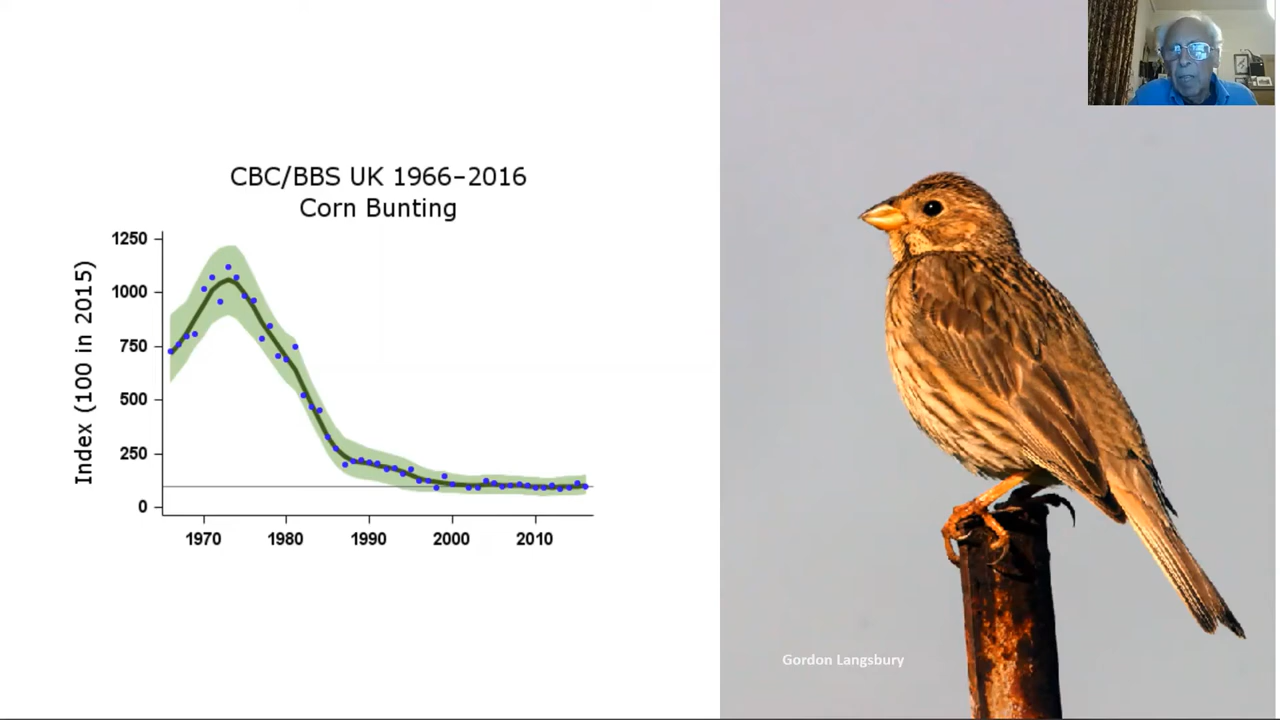 CBC/BBS UK 1966–2016
Corn Bunting
Index (100 in 2015)
1250
1000
750
500
250
0
1970 1980 1990 2000 2010
Gordon Langsbury